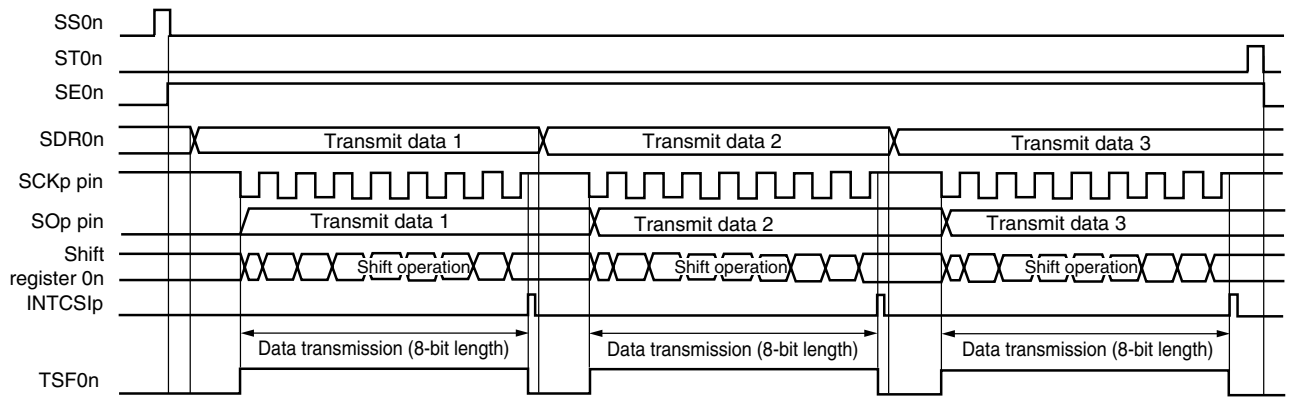 SS0n
ST0n
SE0n
SDR0n Transmit data 1 Transmit data 2 Transmit data 3
SCKp pin
SOp pin Transmit data 1 Transmit data 2 Transmit data 3
Shift
register 0n Shift operation Shift operation Shift operation
INTCSIp
Data transmission (8-bit length) Data transmission (8-bit length) Data transmission (8-bit length)
TSF0n